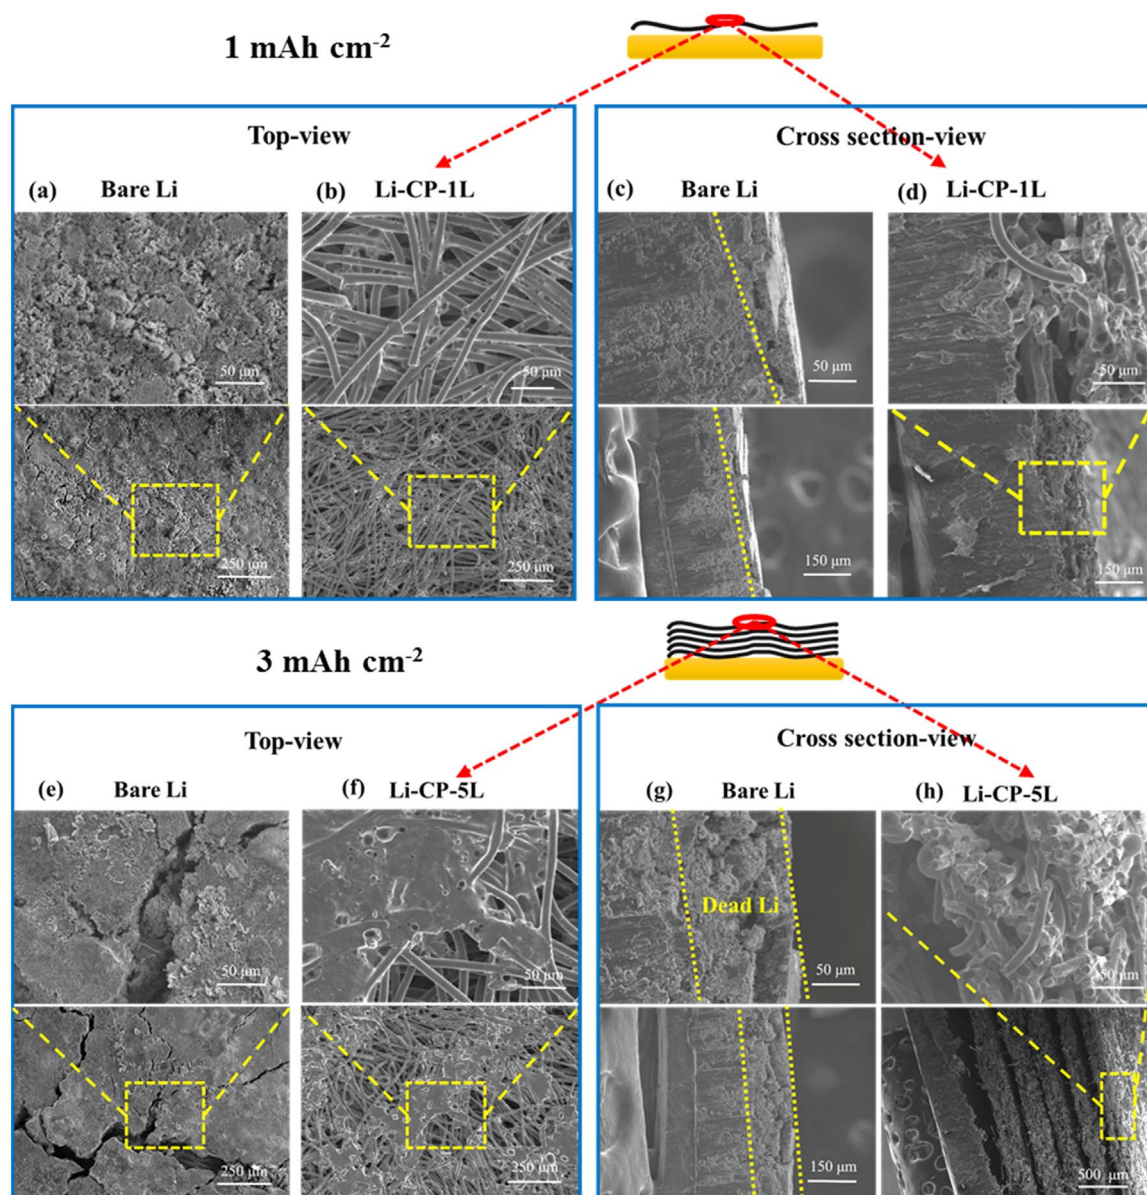 1 mAh cm-2
Top-view
Cross section-view
(a) Bare Li
(b) Li-CP-1L
(c) Bare Li
(d) Li-CP-1L
50 μm
50 μm
50 μm
50 μm
250 μm
250 μm
150 μm
150 μm
3 mAh cm-2
Top-view
Cross section-view
(e) Bare Li
(f) Li-CP-5L
(g) Bare Li
(h) Li-CP-5L
Dead Li
50 μm
50 μm
50 μm
50 μm
250 μm
250 μm
150 μm
500 μm